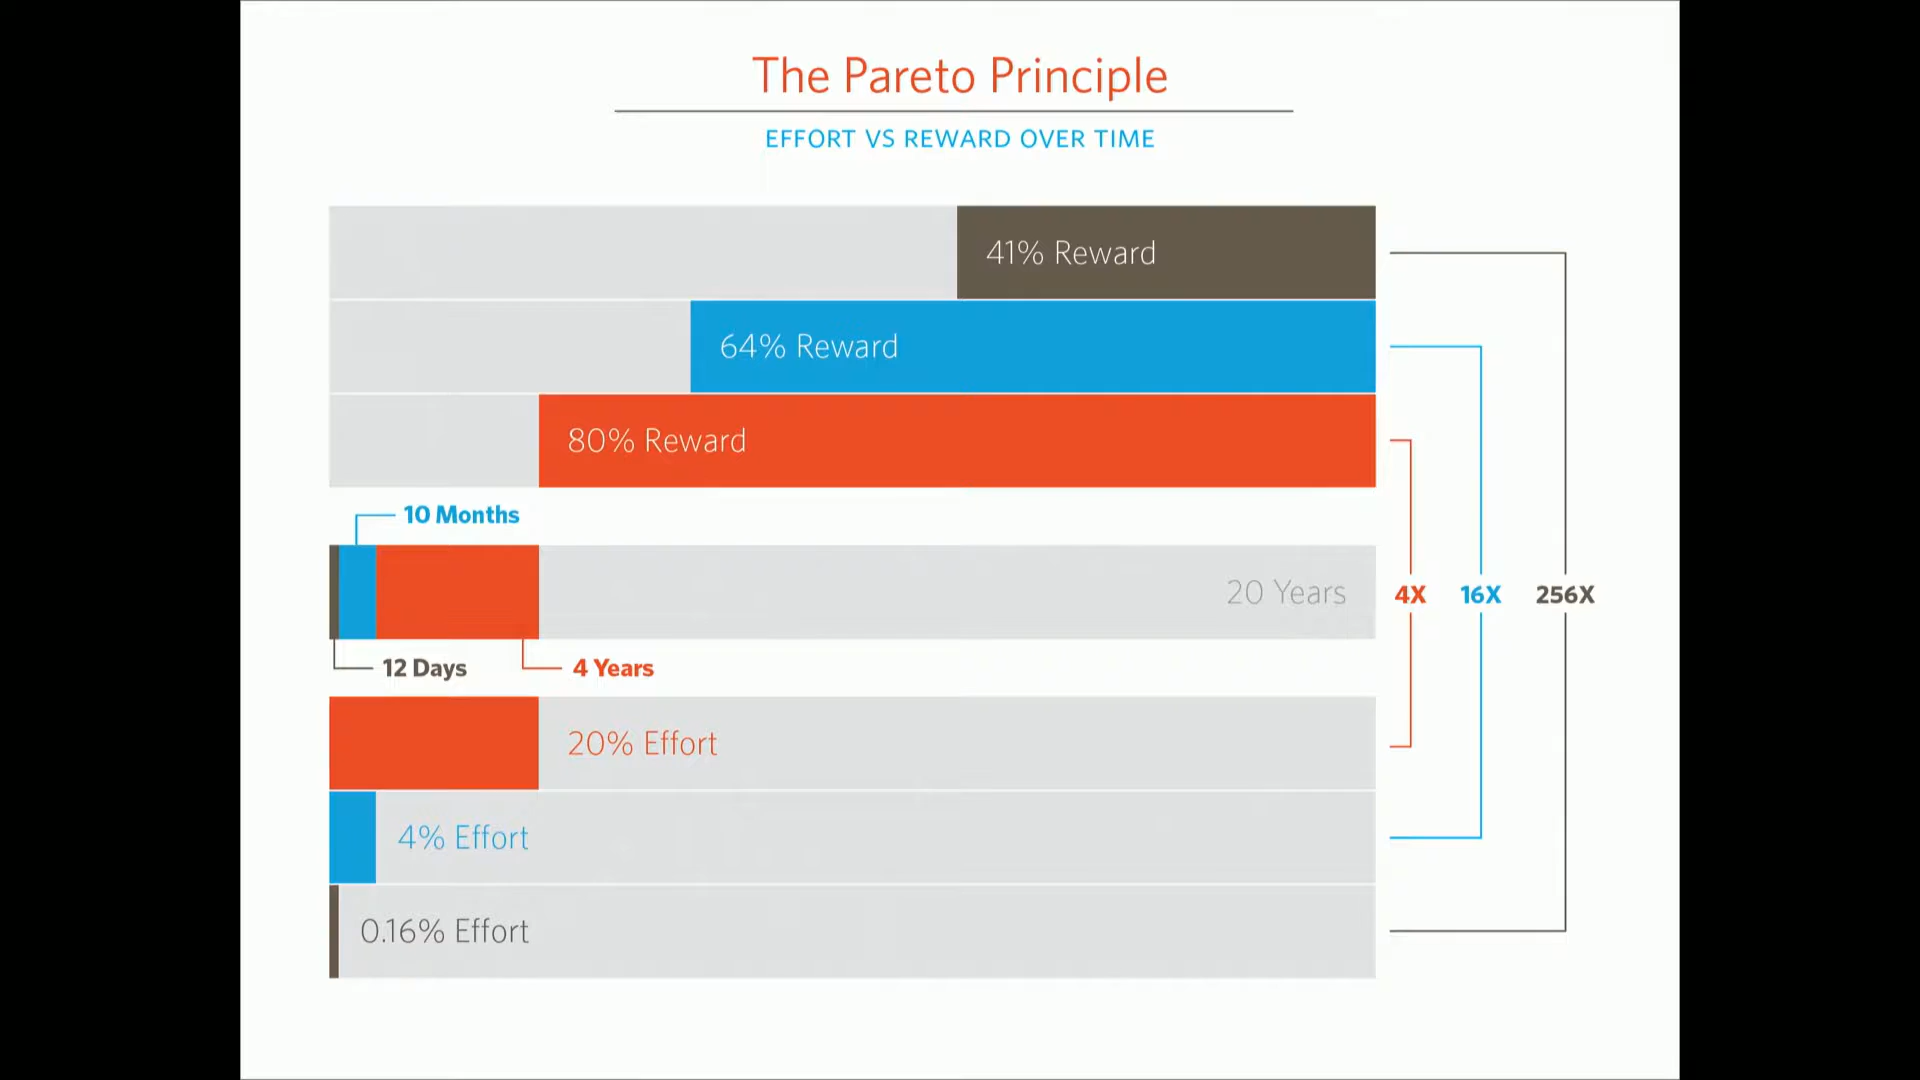 The Pareto Principle
EFFORT VS REWARD OVER TIME
41% Reward
64% Reward
80% Reward
10 Months
20 Years
4X
16X
256X
12 Days
4 Years
20% Effort
4% Effort
0.16% Effort